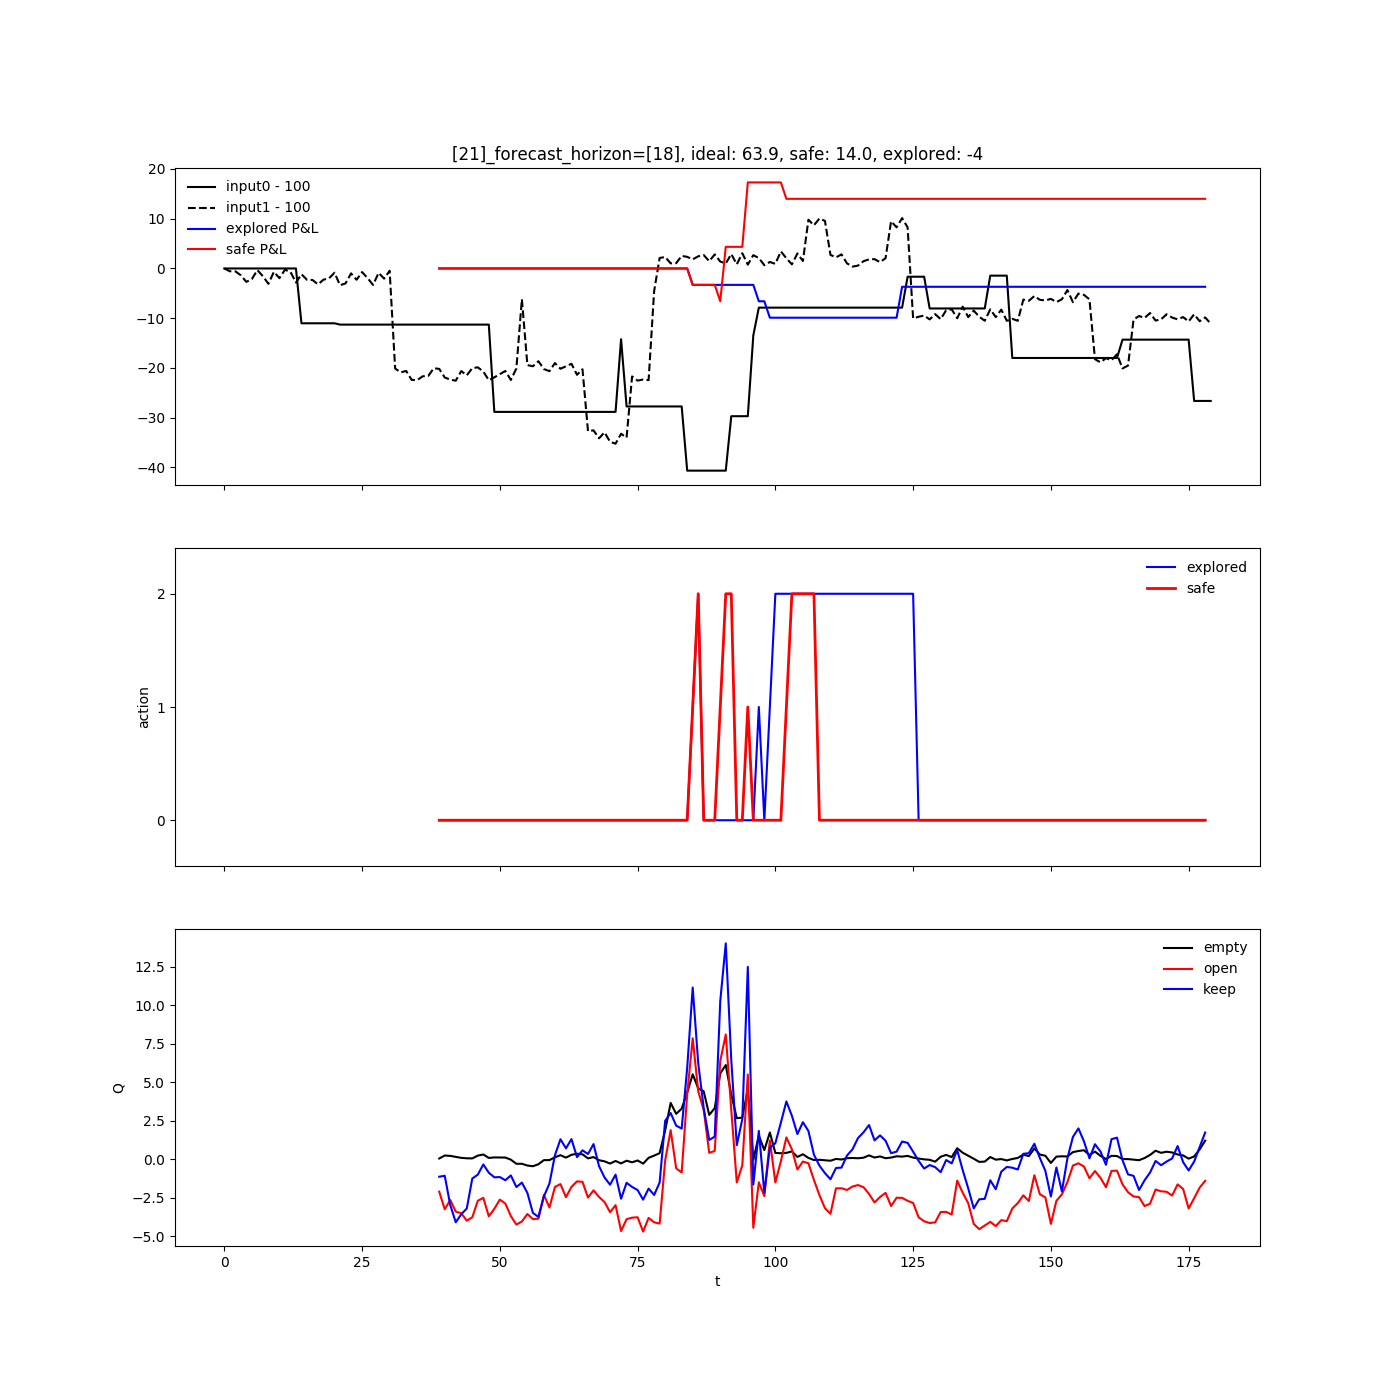 [21]_forecast_horizon=[18], ideal: 63.9, safe: 14.0, explored: -4
20
10
0
−10
−20
−30
−40
input0 - 100
input1 - 100
explored P&L
safe P&L
action
2
1
0
explored
safe
Q
12.5
10.0
7.5
5.0
2.5
0.0
−2.5
−5.0
empty
open
keep
0
25
50
75
100
125
150
175
t